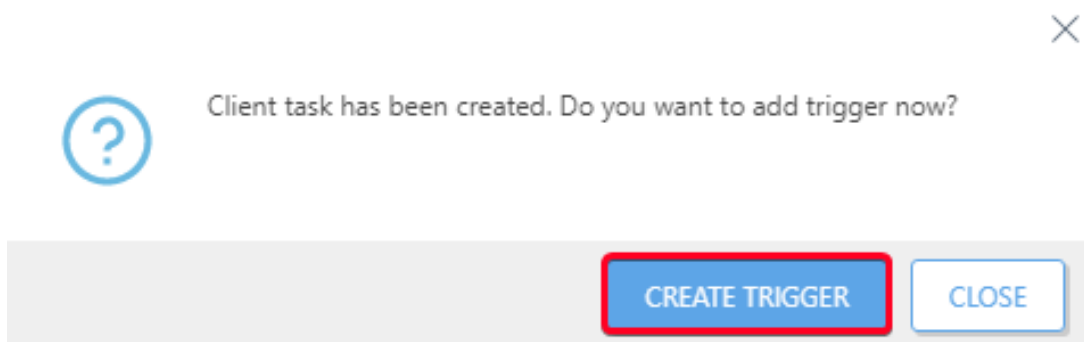 Client task has been created. Do you want to add trigger now?
?
CREATE TRIGGER
CLOSE